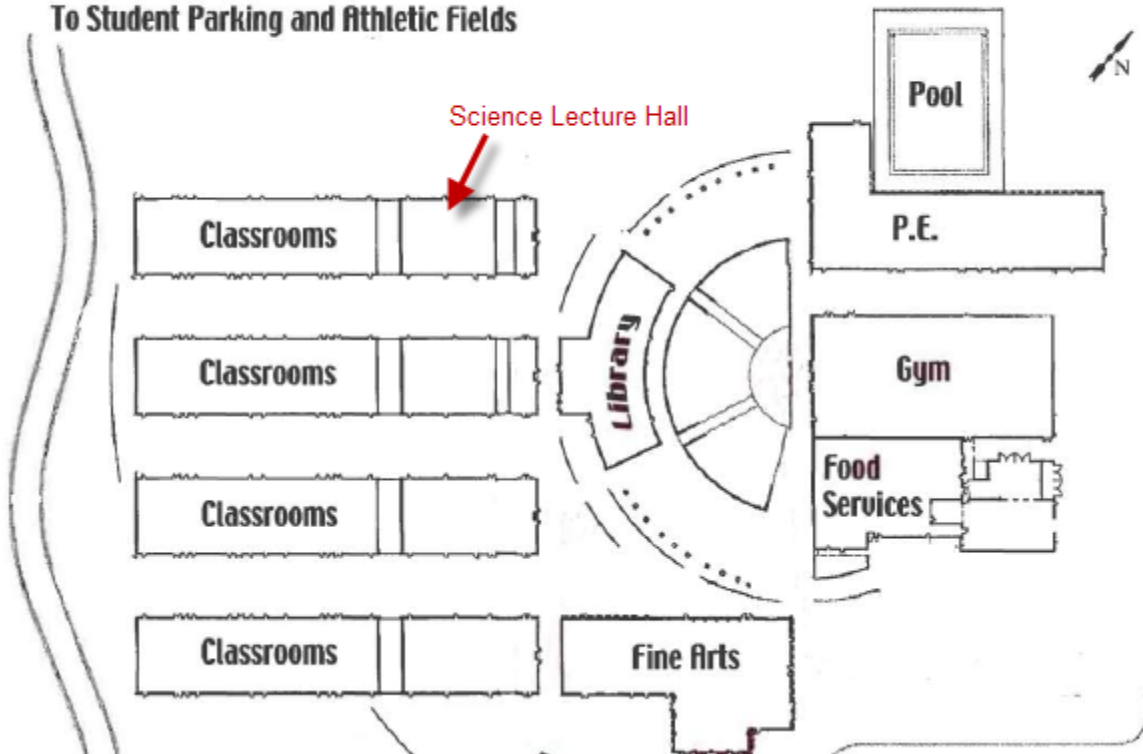 To Student Parking and Athletic Fields
N
Pool
Science Lecture Hall
Classrooms
P.E.
Classrooms
Library
Gym
Food
Services
Classrooms
Classrooms
Fine Arts